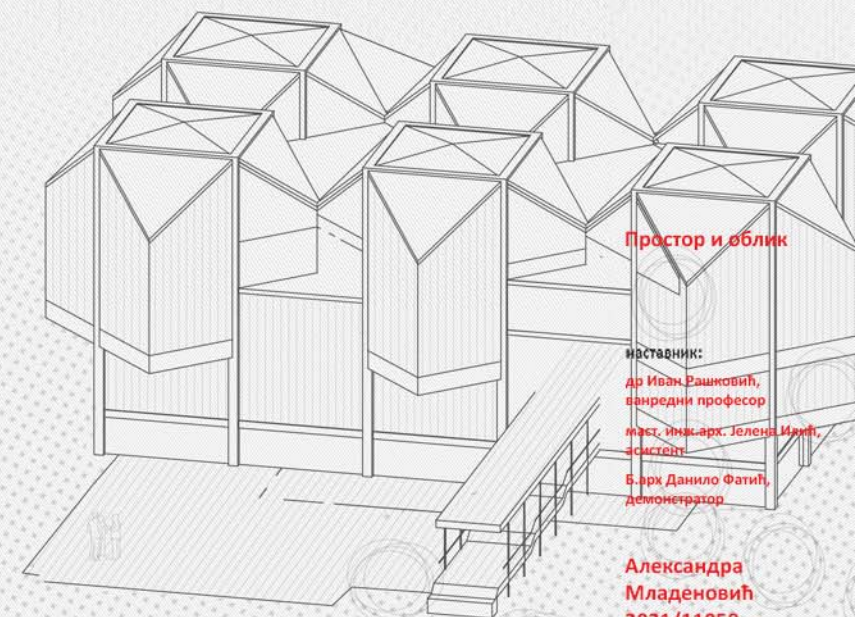 Простор и облик
наставник:
др Иван Рашковић,
ванредни професор
маст. инж.арх. Јелена Илић,
асистент
Б.арх Данило Фатић,
демонстратор
Александра
Младеновић